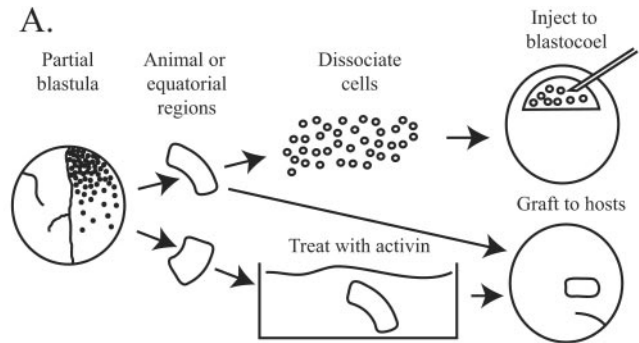 A.
Partial
blastula
Animal or
equatorial
regions
Dissociate
cells
Inject to
blastocoel
Treat with activin
Graft to hosts